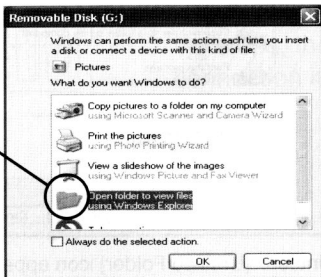 Removable Disk (G:)
Windows can perform the same action each time you insert
a disk or connect a device with this kind of file:
Pictures
What do you want Windows to do?
Copy pictures to a folder on my computer
using Microsoft Scanner and Camera Wizard
Print the pictures
using Photo Printing Wizard
View a slideshow of the images
using Windows Picture and Fax Viewer
Open folder to view files
using Windows Explorer
Always do the selected action.
OK Cancel